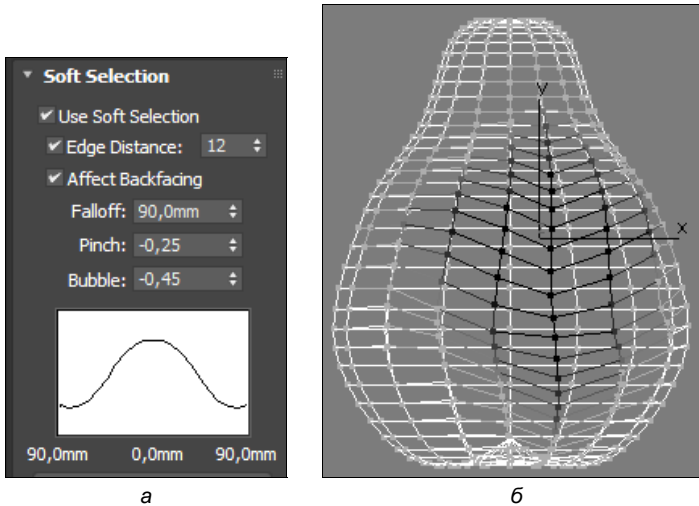 Soft Selection
Use Soft Selection
Edge Distance: 12
Affect Backfacing
Falloff: 90,0mm
Pinch: -0,25
Bubble: -0,45
90,0mm 0,0mm 90,0mm
y
x
а б